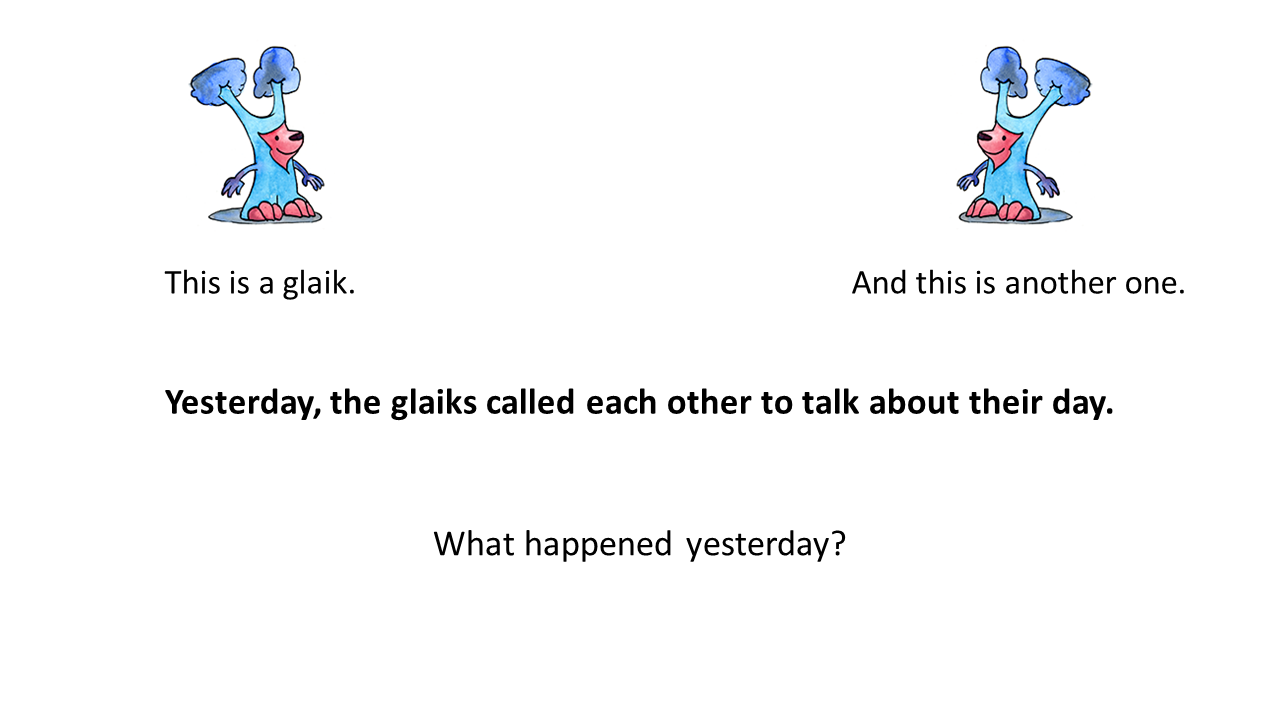 This is a glaik.
And this is another one.
Yesterday, the glaiks called each other to talk about their day.
What happened yesterday?